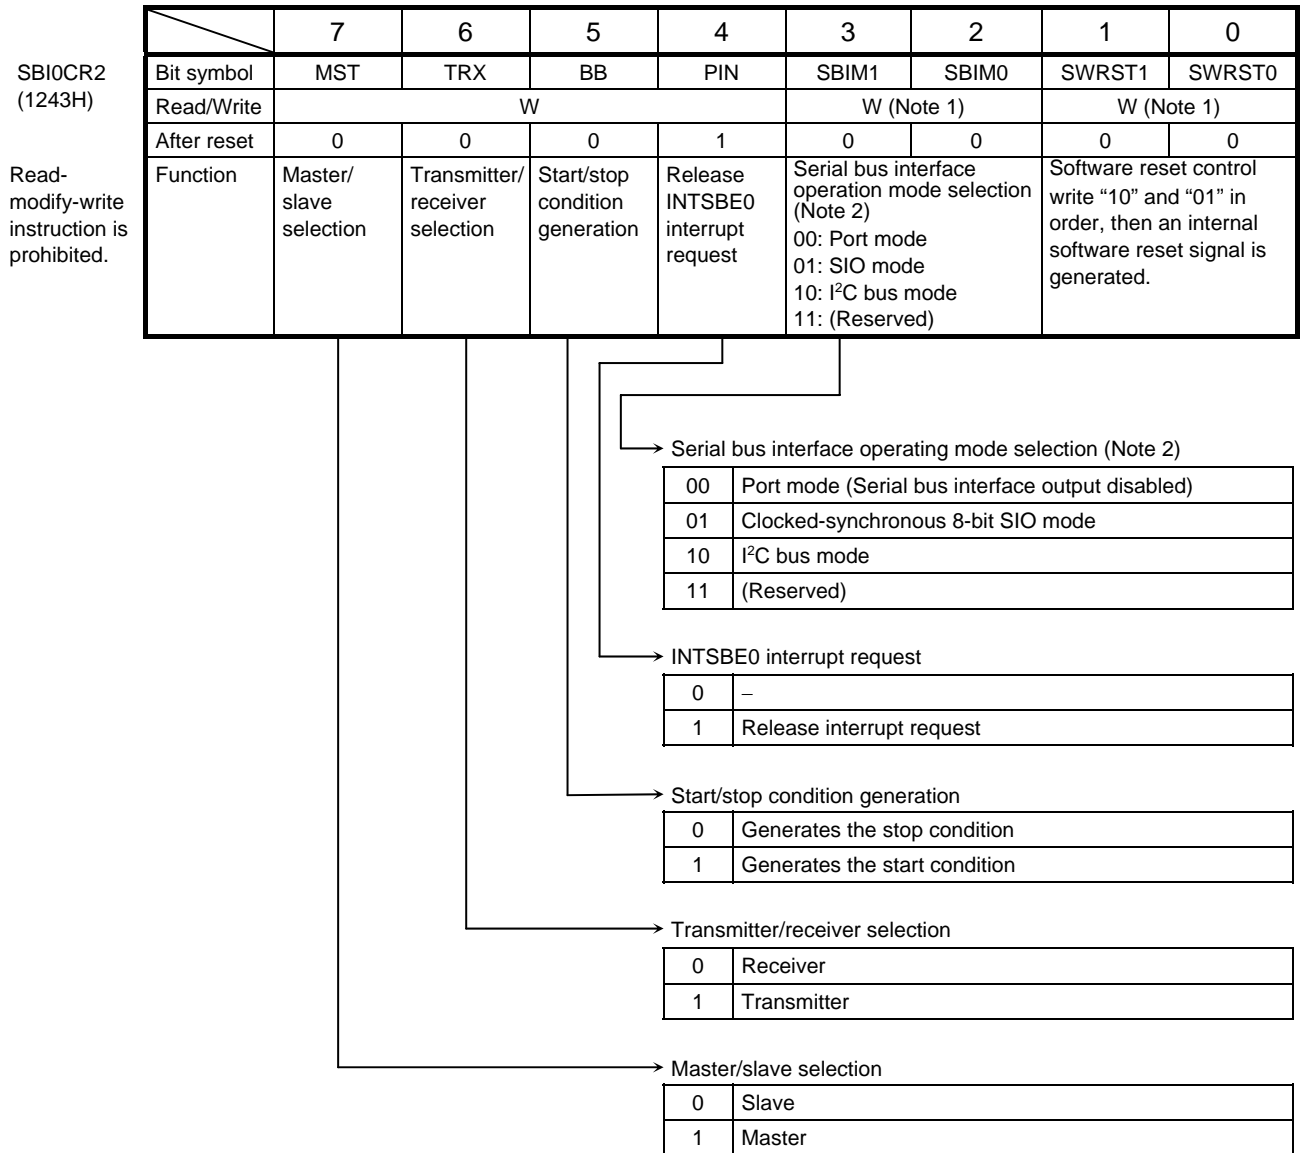 7 6 5 4 3 2 1 0
SBI0CR2
(1243H)
Bit symbol MST TRX BB PIN SBIM1 SBIM0 SWRST1 SWRST0
Read/Write W W (Note 1) W (Note 1)
After reset 0 0 0 1 0 0 0 0
Read-
modify-write
instruction is
prohibited.
Function
Master/
slave
selection
Transmitter/
receiver
selection
Start/stop
condition
generation
Release
INTSBE0
interrupt
request
Serial bus interface
operation mode selection
(Note 2)
00: Port mode
01: SIO mode
10: I²C bus mode
11: (Reserved)
Software reset control
write “10” and “01” in
order, then an internal
software reset signal is
generated.
Serial bus interface operating mode selection (Note 2)
00 Port mode (Serial bus interface output disabled)
01 Clocked-synchronous 8-bit SIO mode
10 I²C bus mode
11 (Reserved)
INTSBE0 interrupt request
0 –
1 Release interrupt request
Start/stop condition generation
0 Generates the stop condition
1 Generates the start condition
Transmitter/receiver selection
0 Receiver
1 Transmitter
Master/slave selection
0 Slave
1 Master